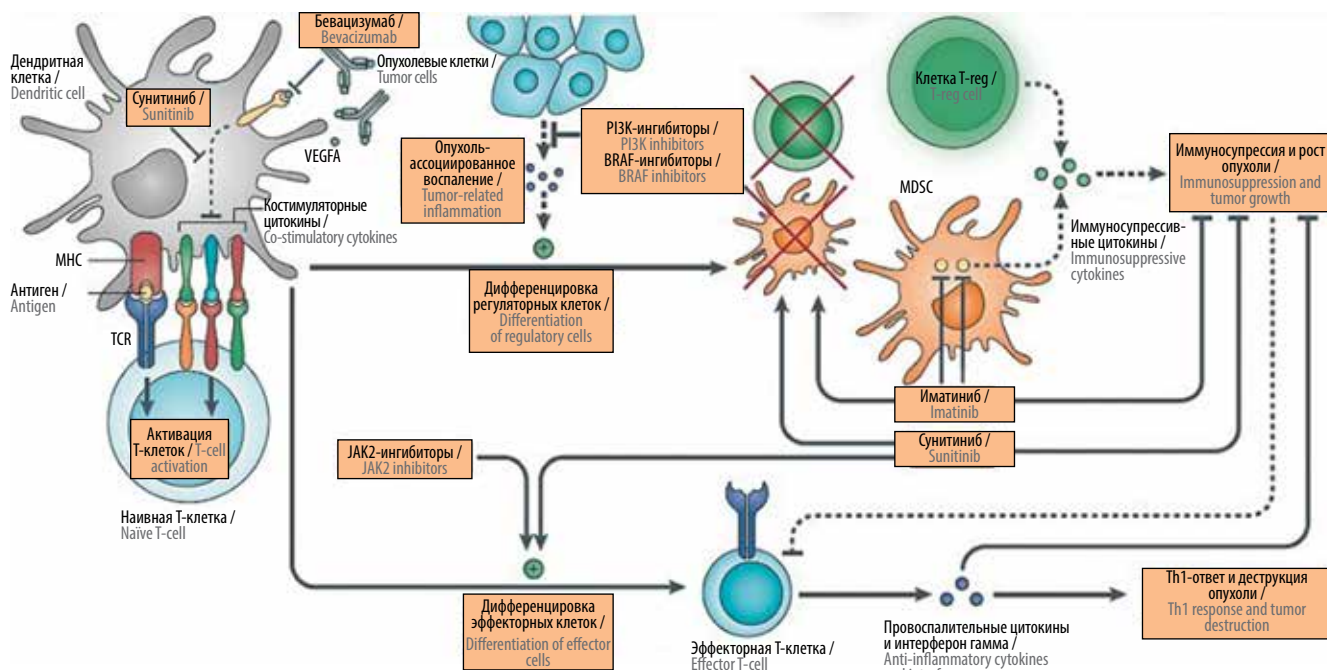 Бевацизумаб /
Bevacizumab
Дендритная
клетка /
Dendritic cell
Опухолевые клетки /
Tumor cells
Сунитиниб /
Sunitinib
VEGFA
Опухоль-
ассоциированное
воспаление /
Tumor-related
inflammation
PI3K-ингибиторы /
PI3K inhibitors
BRAF-ингибиторы /
BRAF inhibitors
Клетка T-reg /
T-reg cell
MDSC
Иммуносупрессия и рост
опухоли /
Immunosuppression and
tumor growth
Костимуляторные
цитокины /
Co-stimulatory cytokines
Иммуносупрессив-
ные цитокины /
Immunosuppressive
cytokines
MHC
Антиген /
Antigen
TCR
Дифференцировка
регуляторных клеток /
Differentiation
of regulatory cells
Иматиниб /
Imatinib
Активация
Т-клеток / T-cell
activation
JAK2-ингибиторы /
JAK2 inhibitors
Сунитиниб /
Sunitinib
Наивная Т-клетка /
Naïve T-cell
Дифференцировка
эффекторных клеток /
Differentiation of effector
cells
Эффекторная Т-клетка /
Effector T-cell
Провоспалительные цитокины
и интерферон гамма /
Anti-inflammatory cytokines
Th1-ответ и деструкция
опухоли /
Th1 response and tumor
destruction